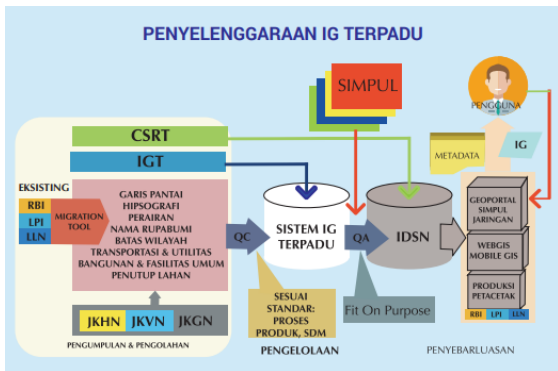 PENYELENGGARAAN IG TERPADU
SIMPUL
PENGGUNA
CSRT
IGT
METADATA
IG
EKSISTING
RBI
LPI
LLN
MIGRATION
TOOL
GARIS PANTAI
HIPSOGRAFI
PERAIRAN
NAMA RUPABUMI
BATAS WILAYAH
TRANSPORTASI & UTILITAS
BANGUNAN & FASILITAS UMUM
PENUTUP LAHAN
QC
SISTEM IG
TERPADU
QA
IDSN
GEOPORTAL
SIMPUL
JARINGAN
WEBGIS
MOBILE GIS
PRODUKSI
PETACETAK
RBI LPI LLN
JKHN JKVN JKGN
SESUAI
STANDAR:
PROSES
PRODUK, SDM
Fit On Purpose
PENGUMPULAN & PENGOLAHAN
PENGELOLAAN
PENYEBARLUASAN